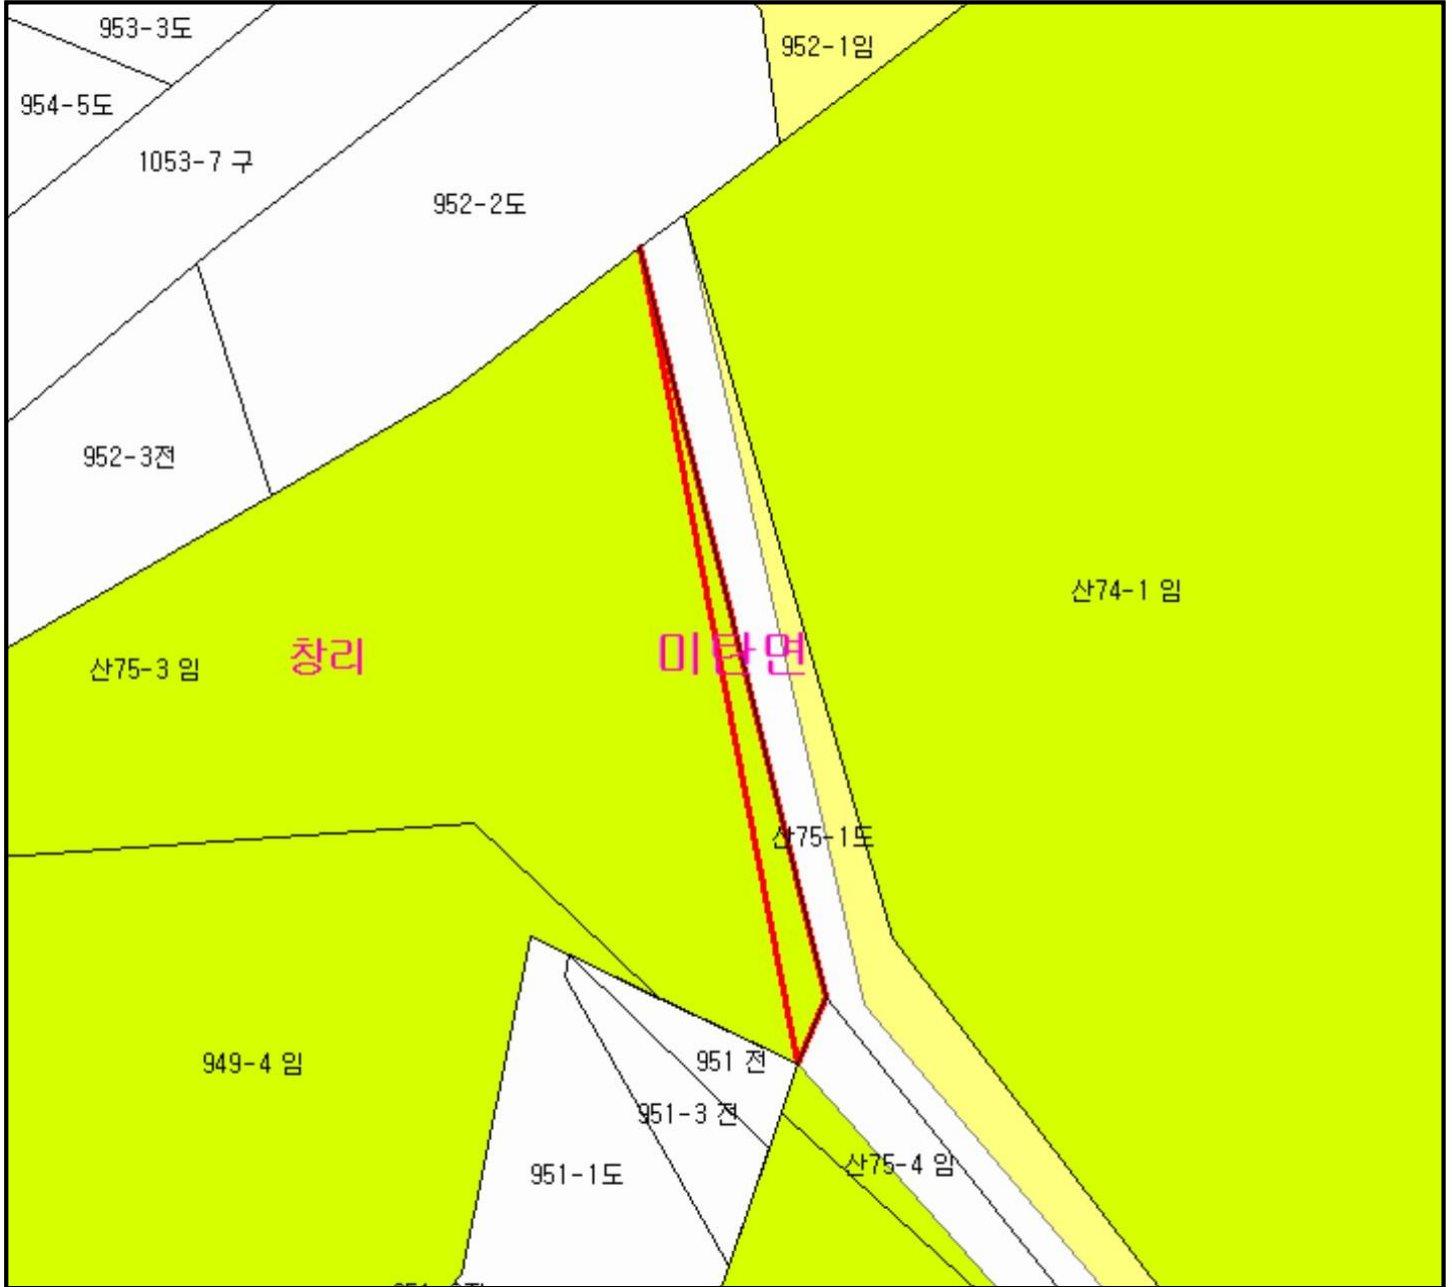 953-3도
952-1임
954-5도
1053-7 구
952-2도
952-3전
산74-1 임
창리
미탄면
산75-3 임
산75-1도
949-4 임
951 전
951-3 전
951-1도
산75-4 임